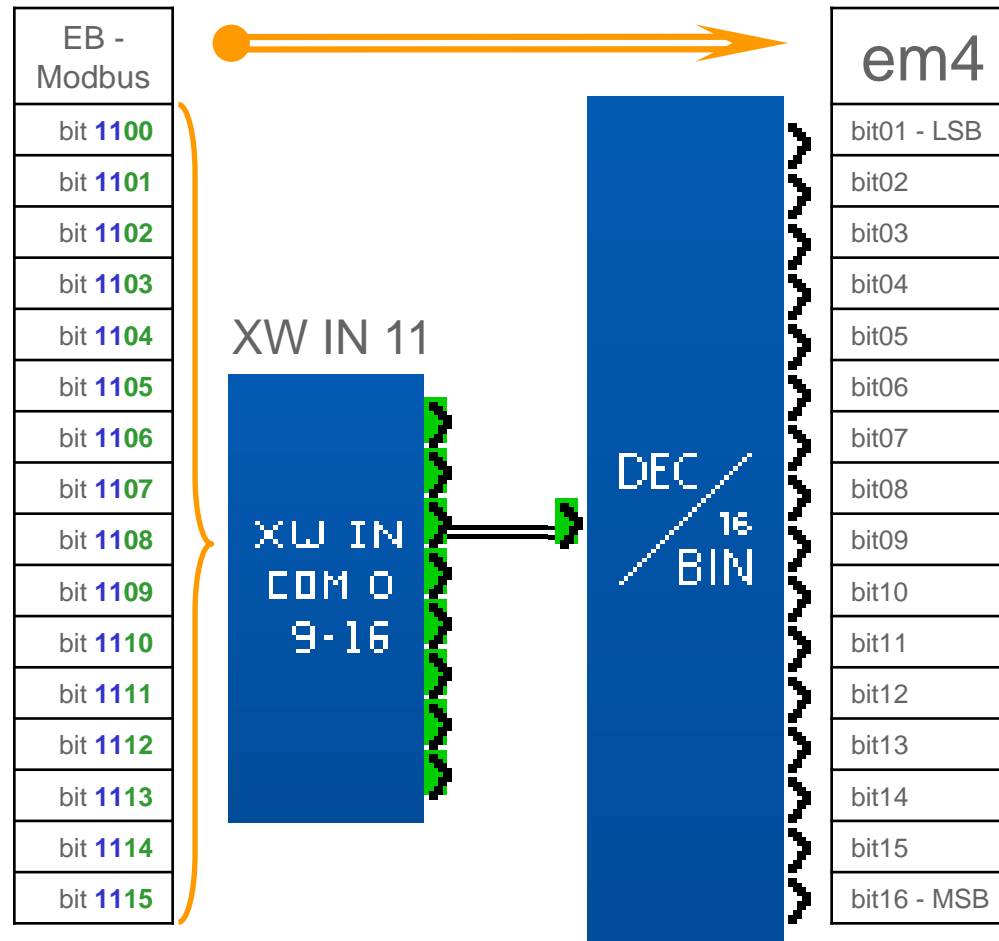 EB -
Modbus
bit 1100
bit 1101
bit 1102
bit 1103
bit 1104
bit 1105
bit 1106
bit 1107
bit 1108
bit 1109
bit 1110
bit 1111
bit 1112
bit 1113
bit 1114
bit 1115
XW IN 11
XW IN
COM O
9-16
DEC
16
BIN
em4
bit01 - LSB
bit02
bit03
bit04
bit05
bit06
bit07
bit08
bit09
bit10
bit11
bit12
bit13
bit14
bit15
bit16 - MSB